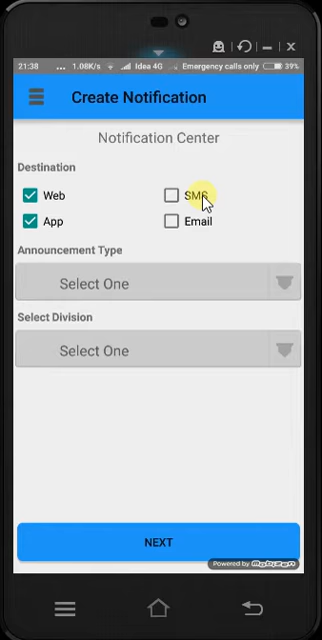 21:38 ... 1.08K/s Idea 4G Emergency calls only 39%
Create Notification
Notification Center
Destination
Web SMS
App Email
Announcement Type
Select One
Select Division
Select One
NEXT
Powered by Mobizen